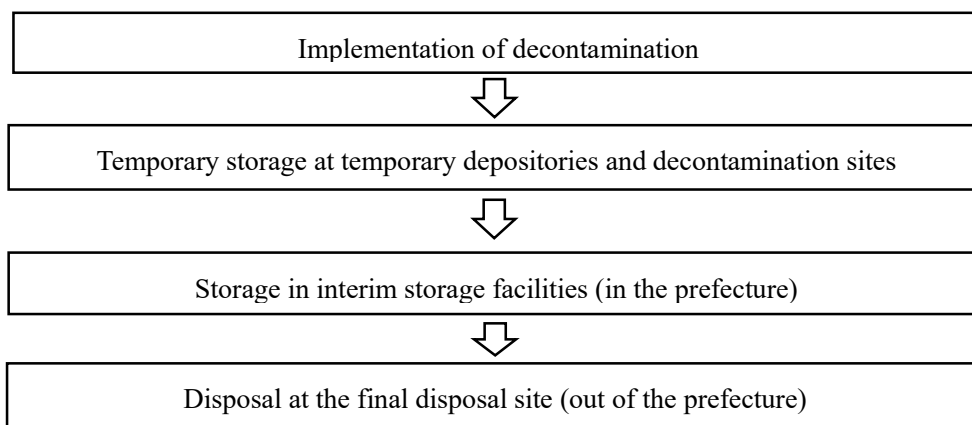 Implementation of decontamination
Temporary storage at temporary depositories and decontamination sites
Storage in interim storage facilities (in the prefecture)
Disposal at the final disposal site (out of the prefecture)